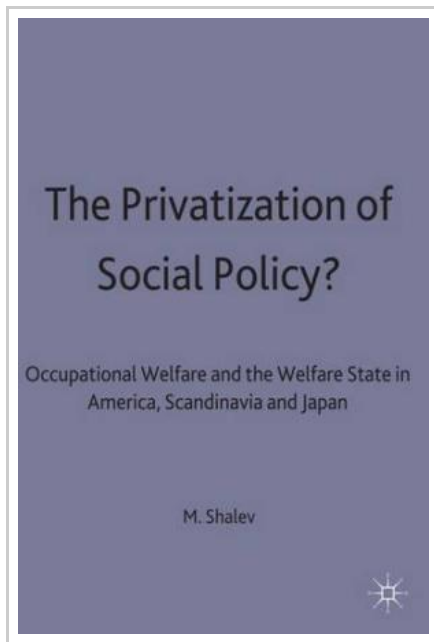 The Privatization of
Social Policy?
Occupational Welfare and the Welfare State in
America, Scandinavia and Japan
M. Shalev